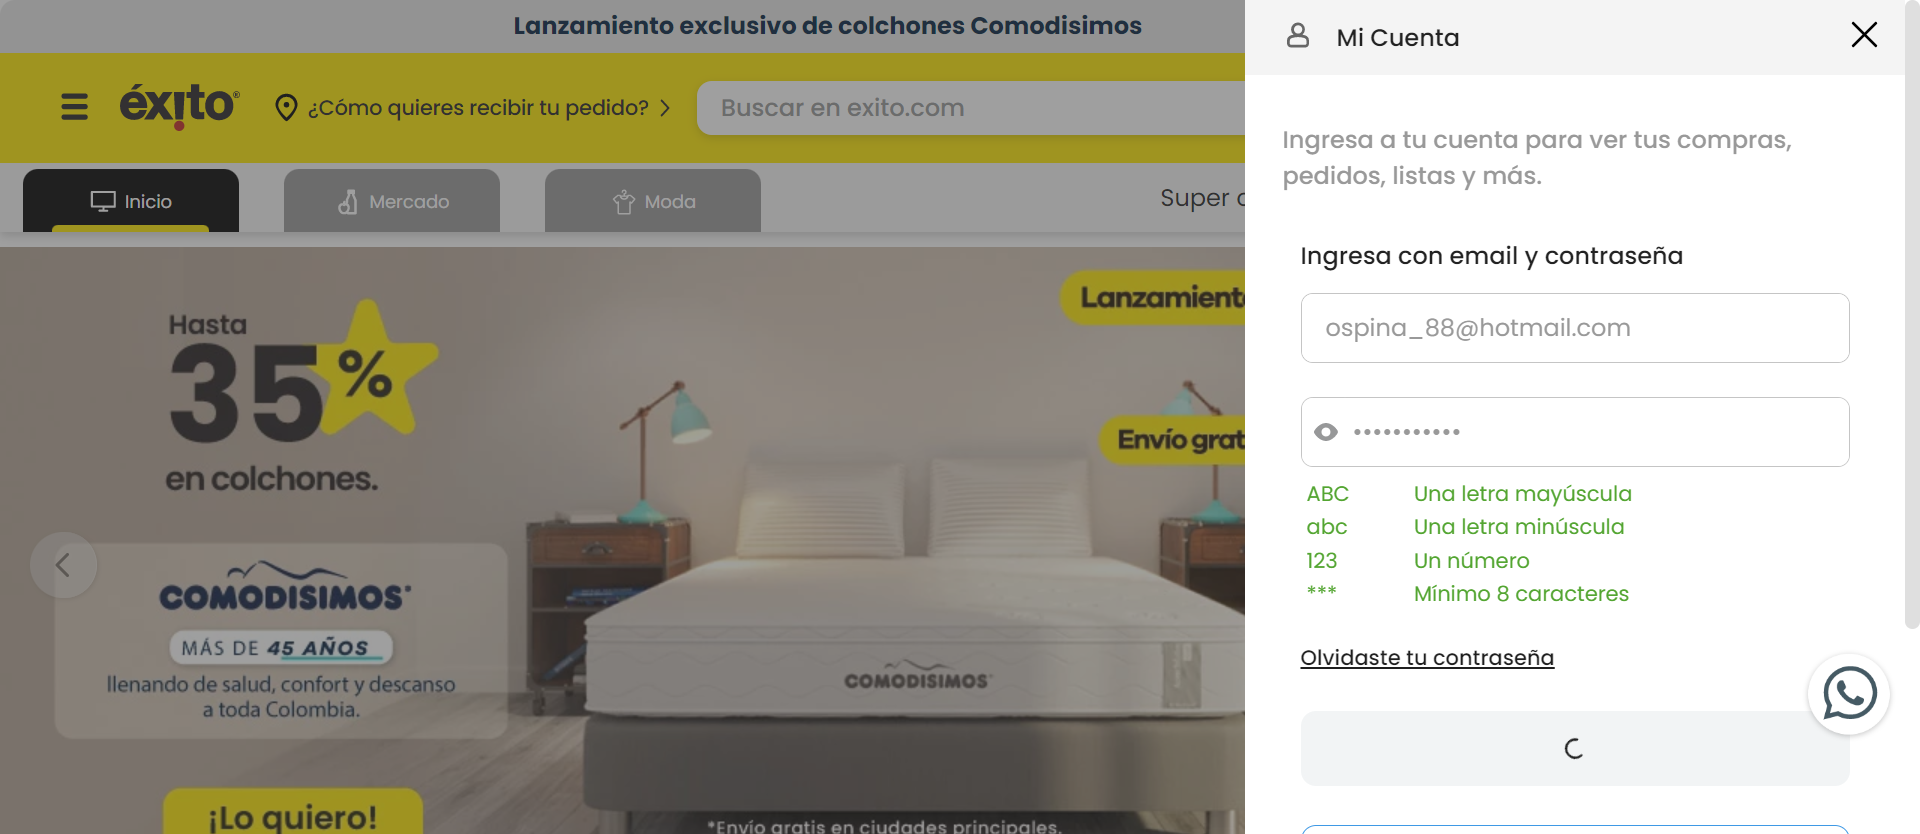 Lanzamiento exclusivo de colchones Comodisimos
éxito
¿Cómo quieres recibir tu pedido?
Buscar en exito.com
Inicio
Mercado
Moda
Super
Hasta
35%
en colchones.
COMODISIMOS
MÁS DE 45 AÑOS
llenando de salud, confort y descanso
a toda Colombia.
¡Lo quiero!
Lanzamiento
Envío grat
COMODISIMOS
*Envío gratis en ciudades principales.
Mi Cuenta
Ingresa a tu cuenta para ver tus compras,
pedidos, listas y más.
Ingresa con email y contraseña
ospina_88@hotmail.com
•••••••••••
ABC Una letra mayúscula
abc Una letra minúscula
123 Un número
*** Mínimo 8 caracteres
Olvidaste tu contraseña